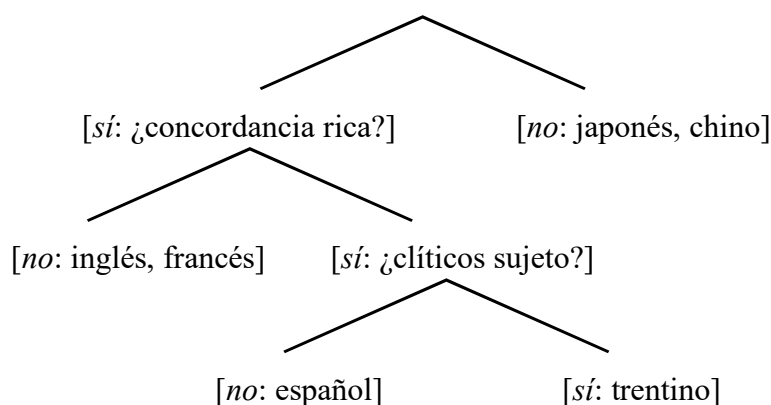 [sí: ¿concordancia rica?] [no: japonés, chino]
[no: inglés, francés] [sí: ¿clíticos sujeto?]
[no: español] [sí: trentino]